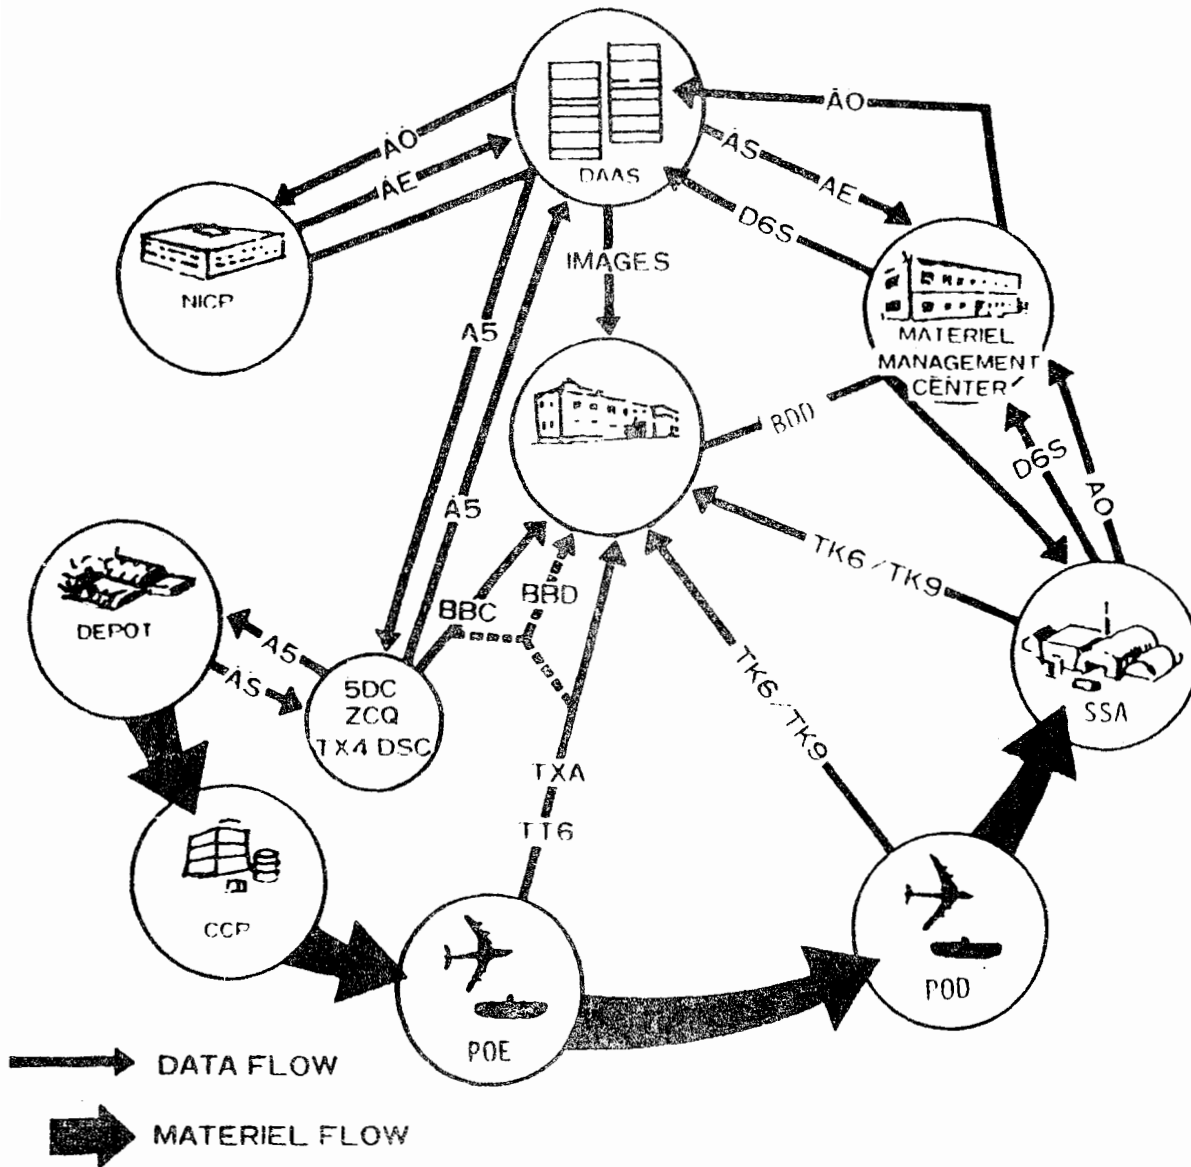 DAAS
AO
AO
AE
AS
AE
D6S
IMAGES
NICP
MATERIEL
MANAGEMENT
CENTER
A5
A5
BDD
D6S
AO
TK6/TK9
BBC
BBD
DEPOT
A5
AS
5DC
ZCQ
TX4 DSC
TK6/TK9
SSA
TXA
TT6
CCP
POE
POD
DATA FLOW
MATERIEL FLOW